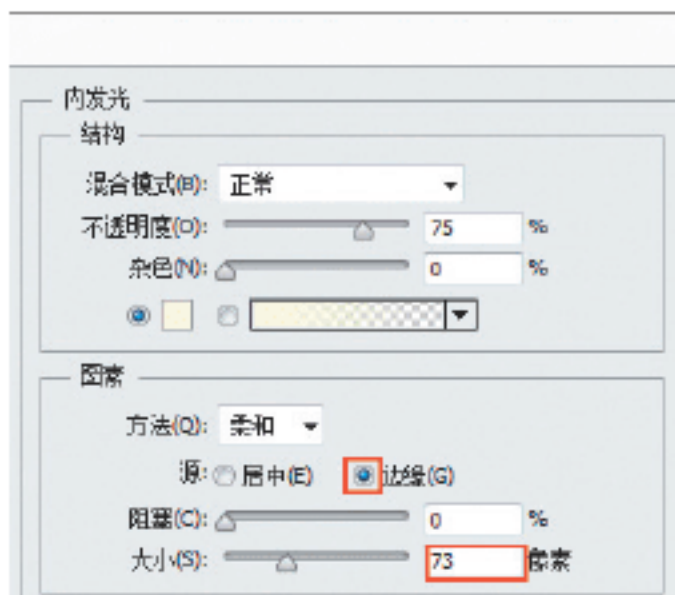 内发光
结构
混合模式(B): 正常
不透明度(O): 75 %
杂色(N): 0 %
图素
方法(Q): 柔和
源: 居中(E) 边缘(G)
阻塞(C): 0 %
大小(S): 73 像素